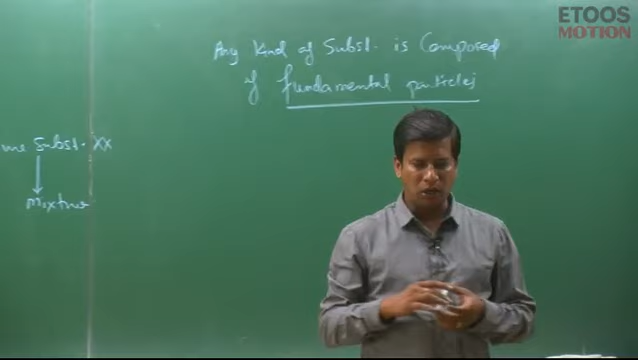 ETOOS
MOTION
Any Kind of Subst. is Composed
of fundamental particles
me Subst. XX
Mixture